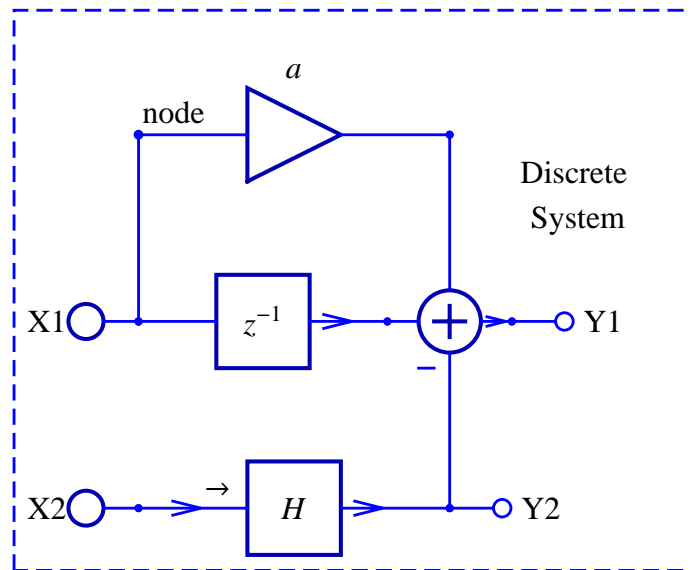 a
node
Discrete
System
X1
z⁻¹
+
Y1
−
X2
→
H
Y2